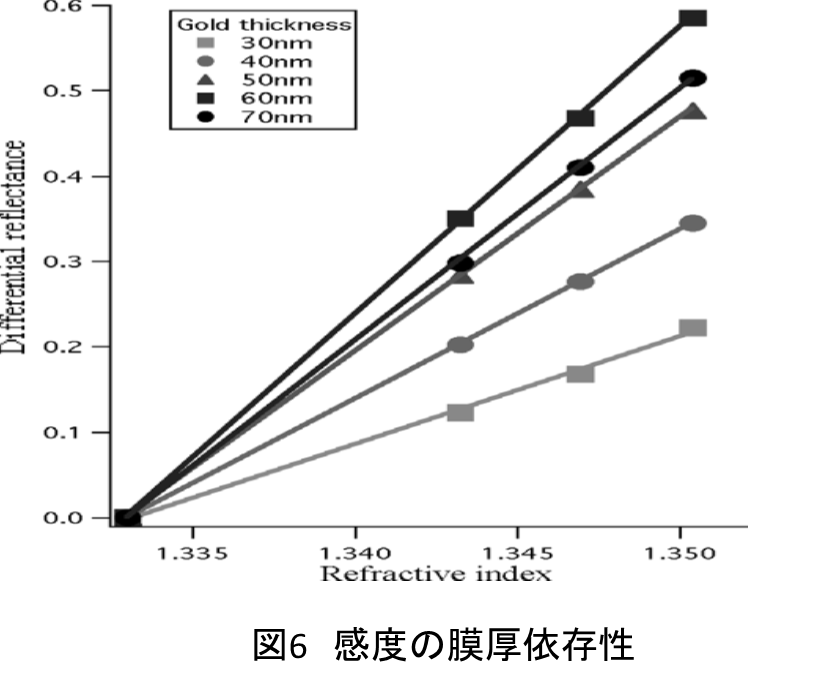 0.6
0.5
0.4
0.3
0.2
0.1
0.0
Differential reflectance
Gold thickness
30nm
40nm
50nm
60nm
70nm
1.335 1.340 1.345 1.350
Refractive index
図6 感度の膜厚依存性